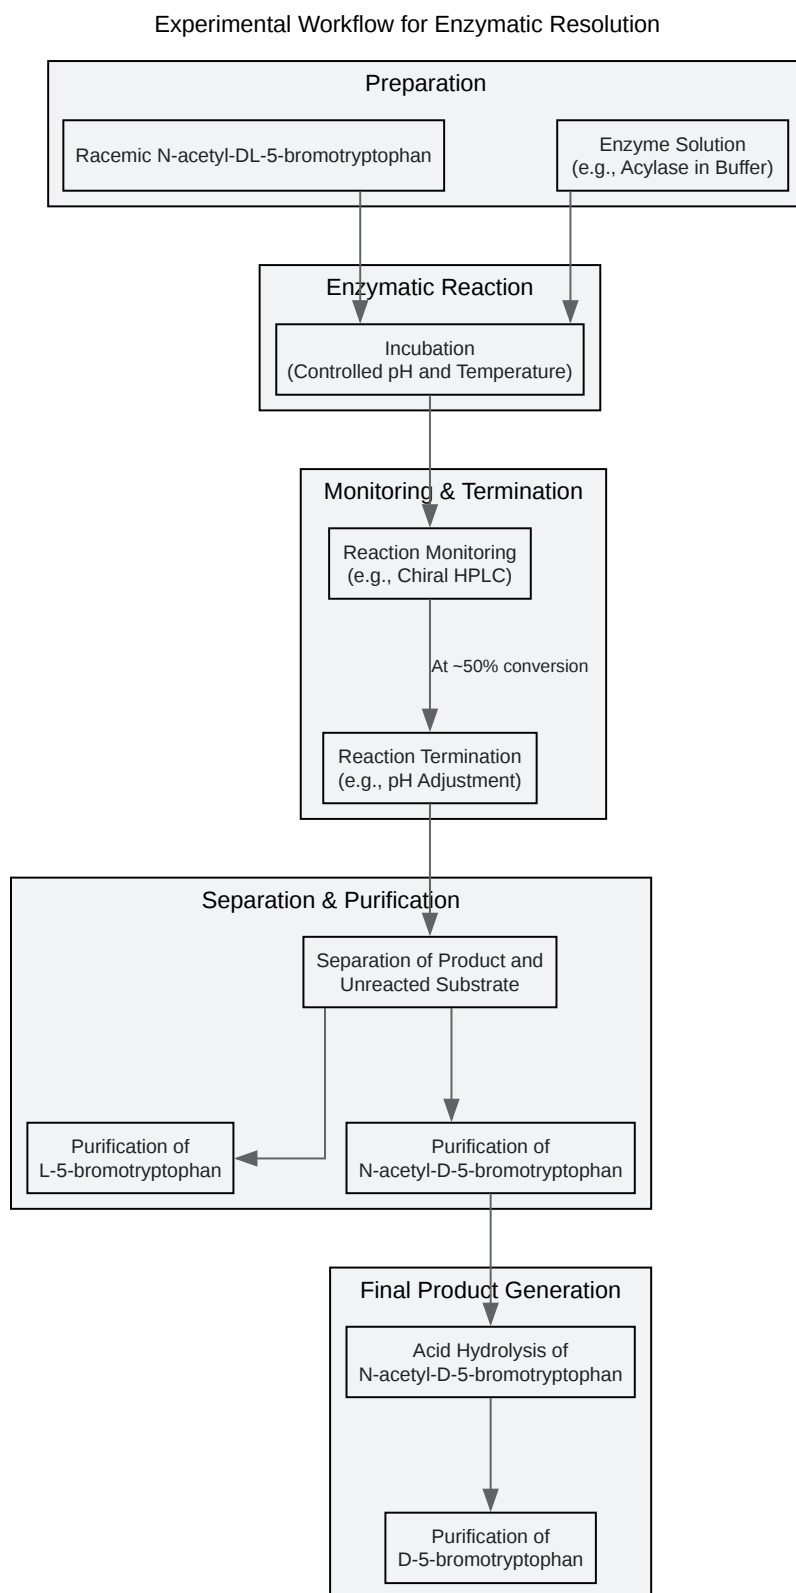 Experimental Workflow for Enzymatic Resolution
Preparation
Racemic N-acetyl-DL-5-bromotryptophan
Enzyme Solution
(e.g., Acylase in Buffer)
Enzymatic Reaction
Incubation
(Controlled pH and Temperature)
Monitoring & Termination
Reaction Monitoring
(e.g., Chiral HPLC)
At ~50% conversion
Reaction Termination
(e.g., pH Adjustment)
Separation & Purification
Separation of Product and
Unreacted Substrate
Purification of
L-5-bromotryptophan
Purification of
N-acetyl-D-5-bromotryptophan
Final Product Generation
Acid Hydrolysis of
N-acetyl-D-5-bromotryptophan
Purification of
D-5-bromotryptophan